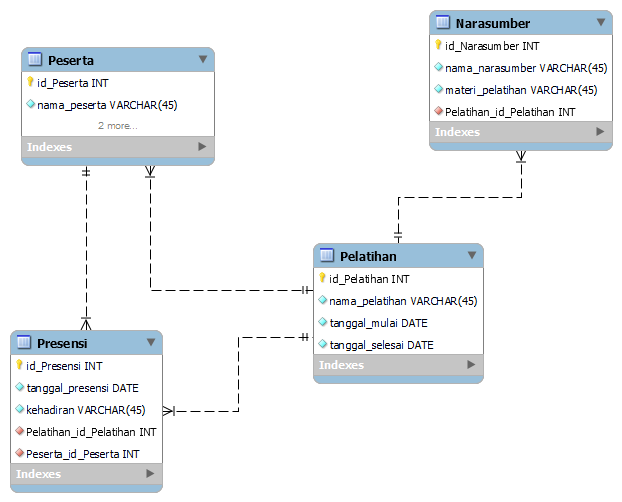 Narasumber
id_Narasumber INT
nama_narasumber VARCHAR(45)
materi_pelatihan VARCHAR(45)
Pelatihan_id_Pelatihan INT
Indexes
Peserta
id_Peserta INT
nama_peserta VARCHAR(45)
2 more...
Indexes
Pelatihan
id_Pelatihan INT
nama_pelatihan VARCHAR(45)
tanggal_mulai DATE
tanggal_selesai DATE
Indexes
Presensi
id_Presensi INT
tanggal_presensi DATE
kehadiran VARCHAR(45)
Pelatihan_id_Pelatihan INT
Peserta_id_Peserta INT
Indexes